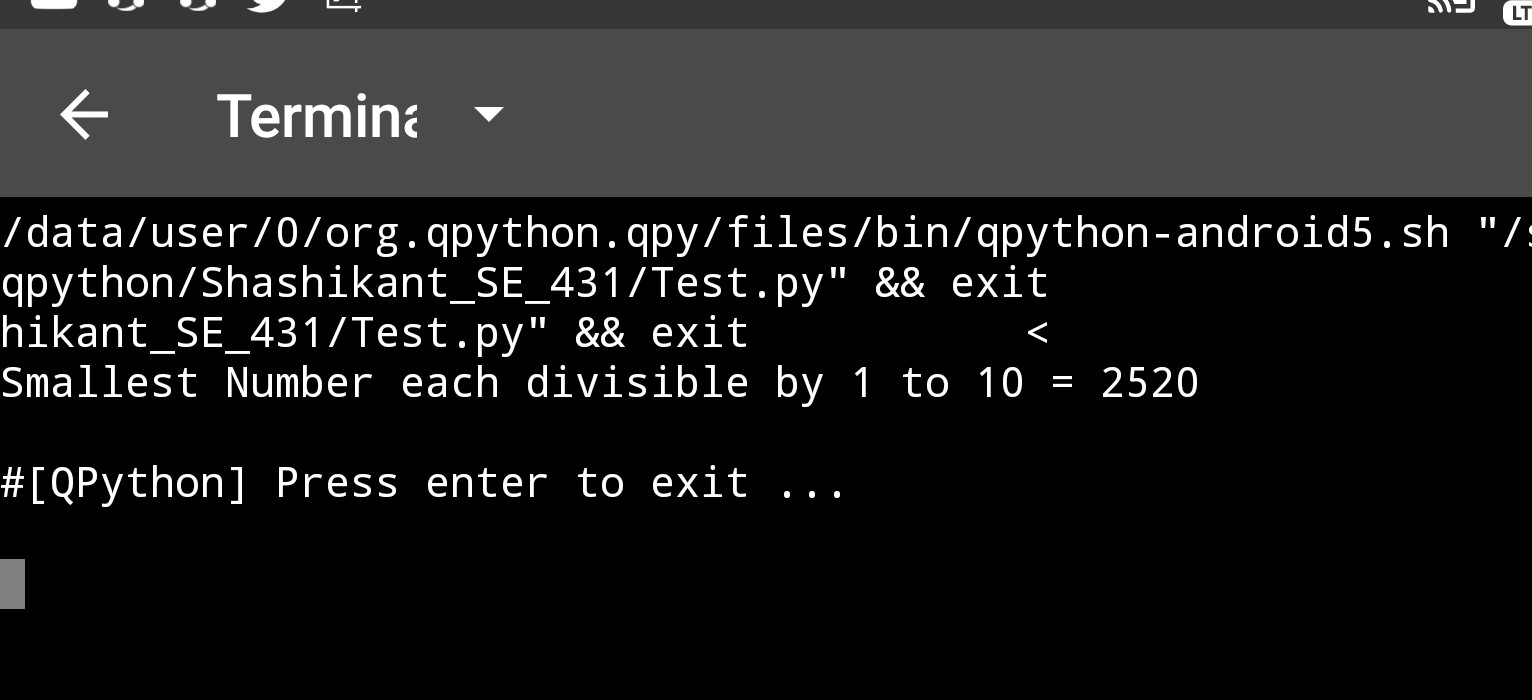 /data/user/0/org.qpython.qpy/files/bin/qpython-android5.sh "/
qpython/Shashikant_SE_431/Test.py" && exit
hikant_SE_431/Test.py" && exit <
Smallest Number each divisible by 1 to 10 = 2520
#[QPython] Press enter to exit ...